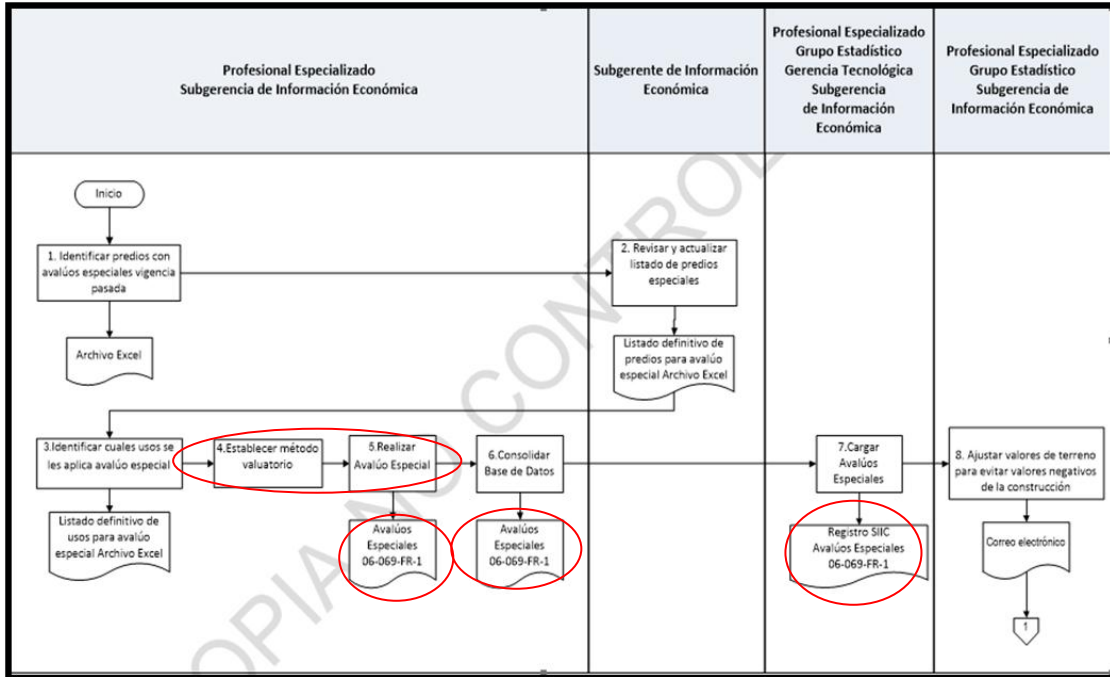 Profesional Especializado
Subgerencia de Información Económica
Subgerente de Información
Económica
Profesional Especializado
Grupo Estadístico
Gerencia Tecnológica
Subgerencia
de Información
Económica
Profesional Especializado
Grupo Estadístico
Subgerencia de
Información Económica
Inicio
1. Identificar predios con
avalúos especiales vigencia
pasada
2. Revisar y actualizar
listado de predios
especiales
Archivo Excel
Listado definitivo de
predios para avalúo
especial Archivo Excel
3.Identificar cuales usos se
les aplica avalúo especial
4.Establecer método
valuatorio
5.Realizar
Avalúo Especial
6.Consolidar
Base de Datos
7.Cargar
Avalúos
Especiales
8. Ajustar valores de terreno
para evitar valores negativos
de la construcción
Listado definitivo de
usos para avalúo
especial Archivo Excel
Avalúos
Especiales
06-069-FR-1
Avalúos
Especiales
06-069-FR-1
Registro SIIC
Avalúos Especiales
06-069-FR-1
Correo electrónico
1
OPIA NO CONTROL